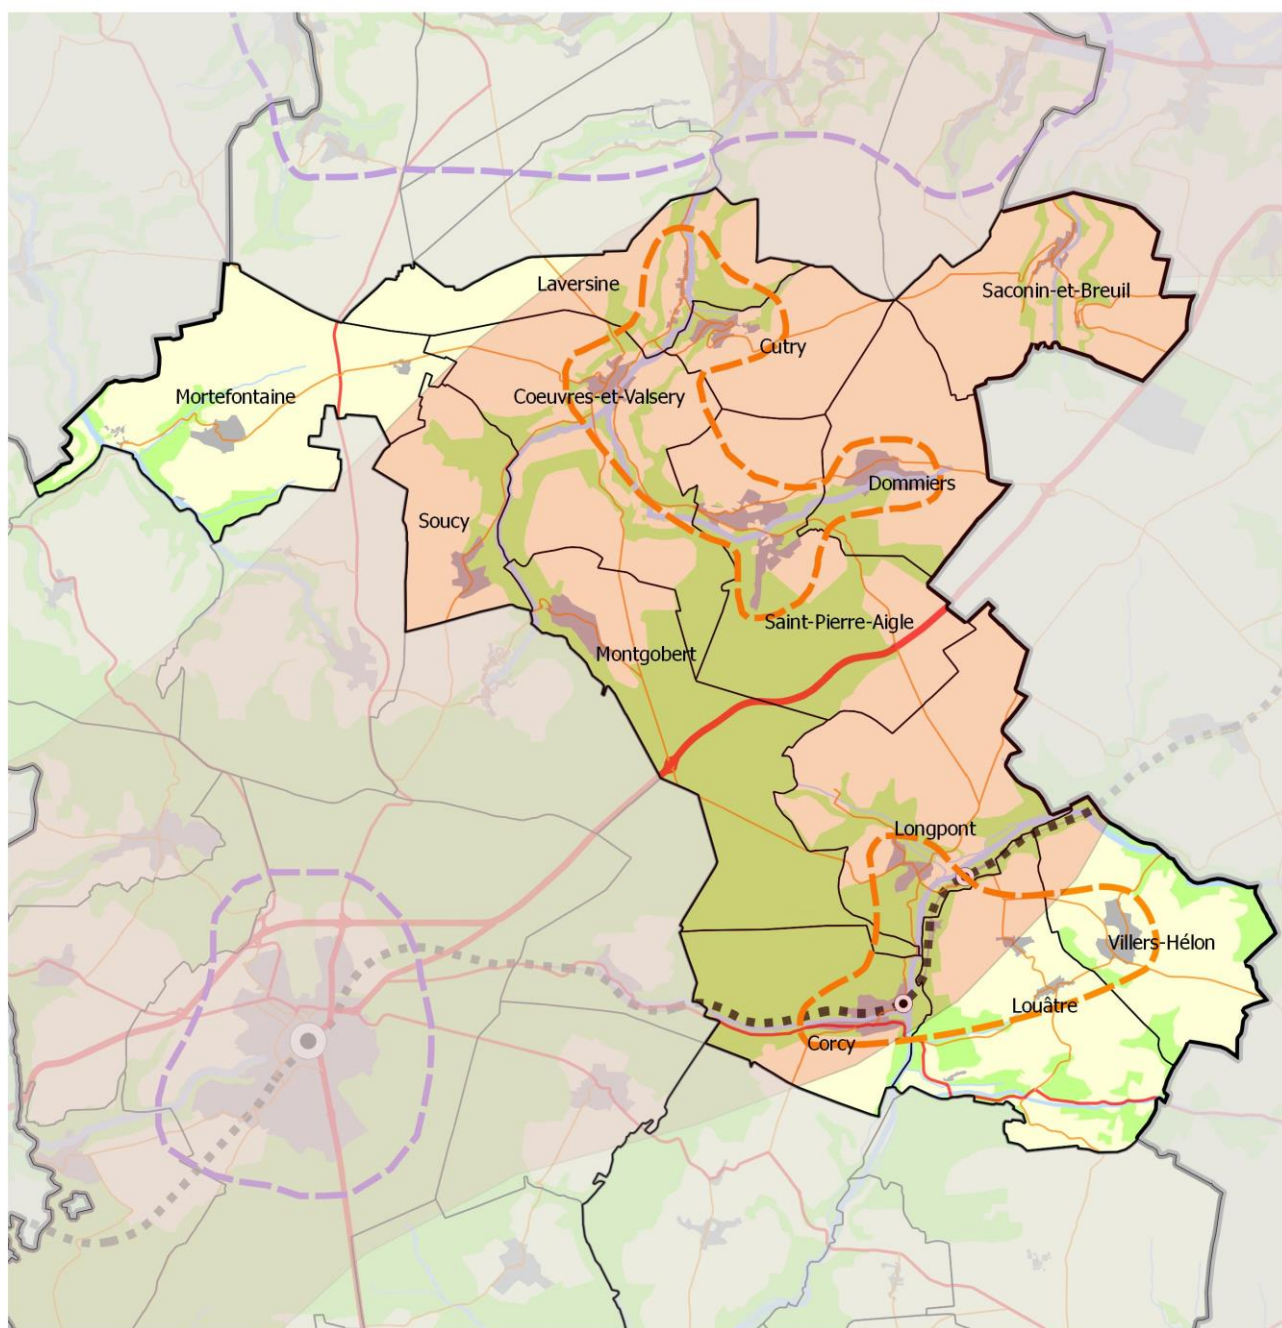 Laversine
Saconin-et-Breuil
Cutry
Mortefontaine
Coeuvres-et-Valsery
Dommiers
Soucy
Saint-Pierre-Aigle
Montgobert
Longpont
Villers-Hélon
Louâtre
Corcy